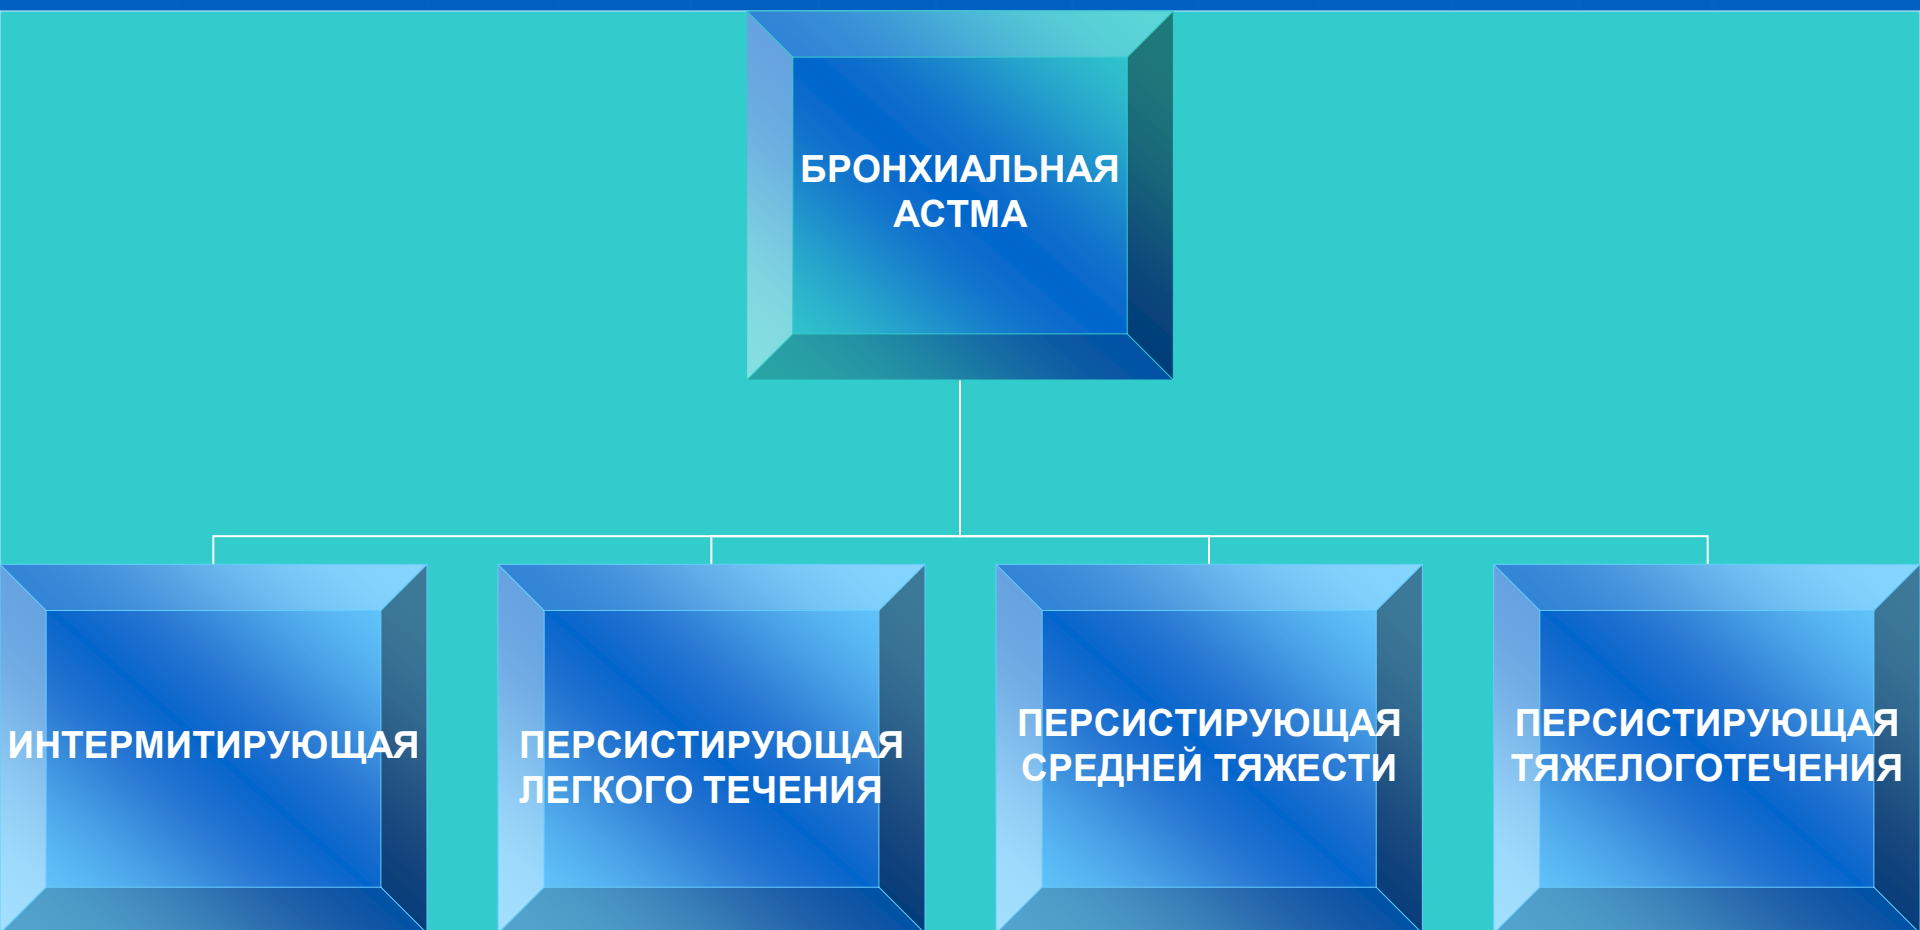 БРОНХИАЛЬНАЯ
АСТМА
ИНТЕРМИТИРУЮЩАЯ
ПЕРСИСТИРУЮЩАЯ
ЛЕГКОГО ТЕЧЕНИЯ
ПЕРСИСТИРУЮЩАЯ
СРЕДНЕЙ ТЯЖЕСТИ
ПЕРСИСТИРУЮЩАЯ
ТЯЖЕЛОГОТЕЧЕНИЯ